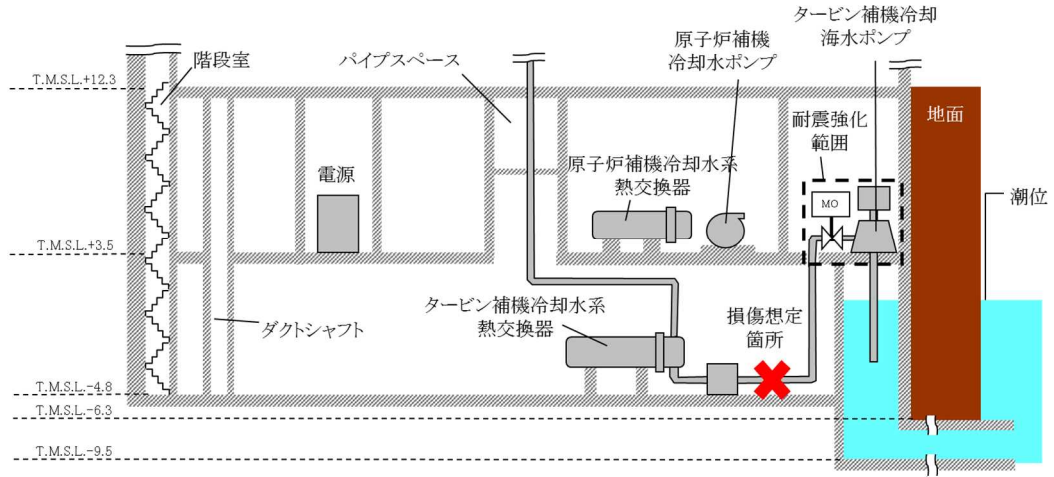 タービン補機冷却
海水ポンプ
原子炉補機
冷却水ポンプ
階段室
パイプスペース
T.M.S.L.+12.3
地面
耐震強化
範囲
電源
原子炉補機冷却水系
熱交換器
MO
潮位
T.M.S.L.+3.5
タービン補機冷却水系
熱交換器
損傷想定
箇所
ダクトシャフト
T.M.S.L.-4.8
T.M.S.L.-6.3
T.M.S.L.-9.5